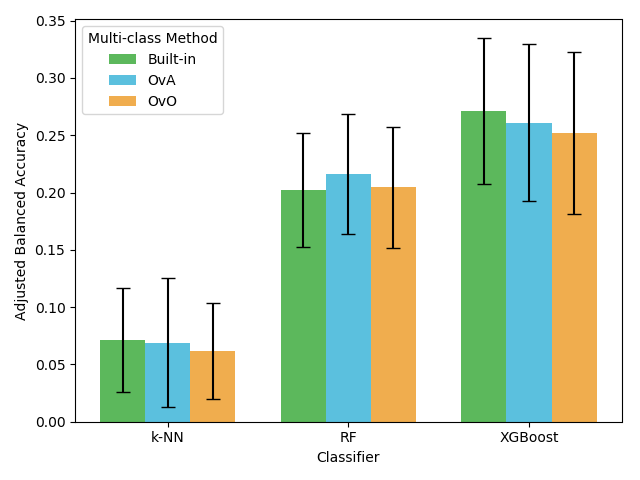 Multi-class Method
Built-in
OvA
OvO
Adjusted Balanced Accuracy
0.35
0.30
0.25
0.20
0.15
0.10
0.05
0.00
k-NN
RF
XGBoost
Classifier